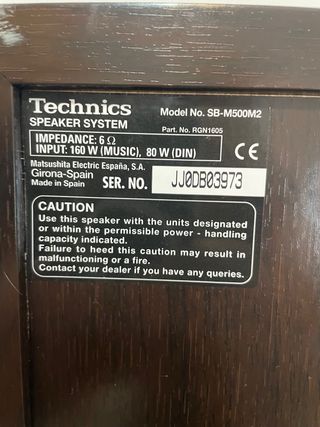 Technics
SPEAKER SYSTEM
Model No. SB-M500M2
Part. No. RGN1605
IMPEDANCE: 6 Ω
INPUT: 160 W (MUSIC), 80 W (DIN)
CE
Matsushita Electric España, S.A.
Girona-Spain
Made in Spain
SER. NO. JJ0DB03973
CAUTION
Use this speaker with the units designated
or within the permissible power - handling
capacity indicated.
Failure to heed this caution may result in
malfunctioning or a fire.
Contact your dealer if you have any queries.